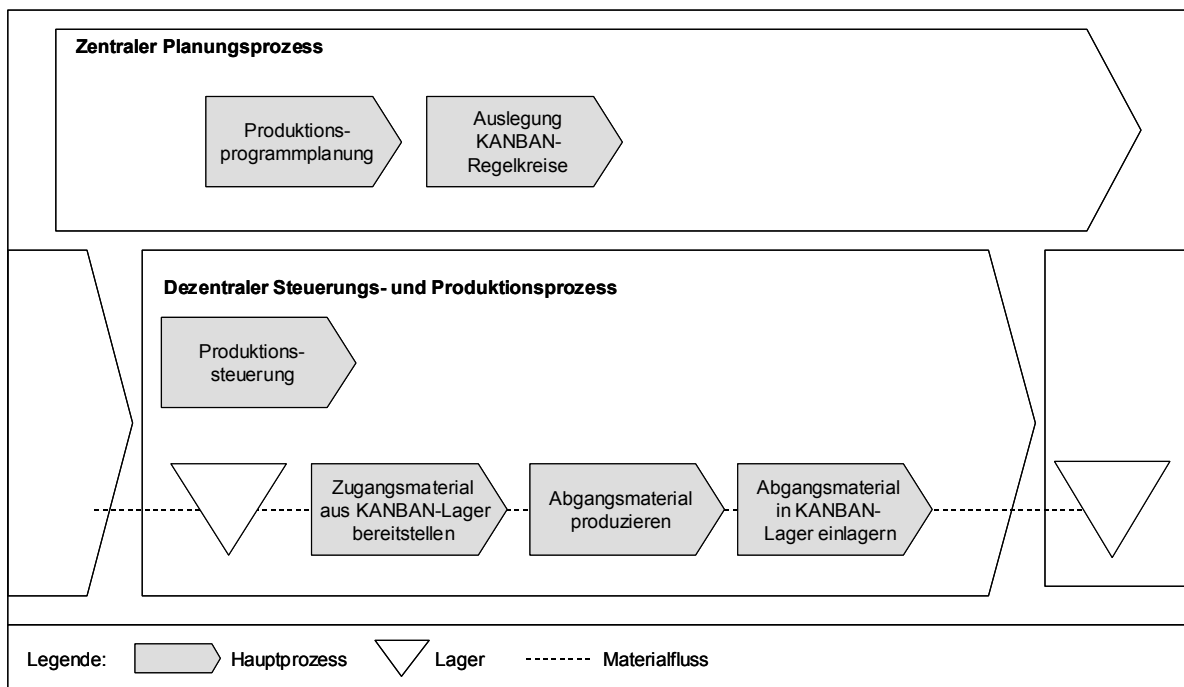 Zentraler Planungsprozess
Produktions-
programmplanung
Auslegung
KANBAN-
Regelkreise
Dezentraler Steuerungs- und Produktionsprozess
Produktions-
steuerung
Zugangsmaterial
aus KANBAN-Lager
bereitstellen
Abgangsmaterial
produzieren
Abgangsmaterial
in KANBAN-
Lager einlagern
Legende:
Hauptprozess
Lager
Materialfluss